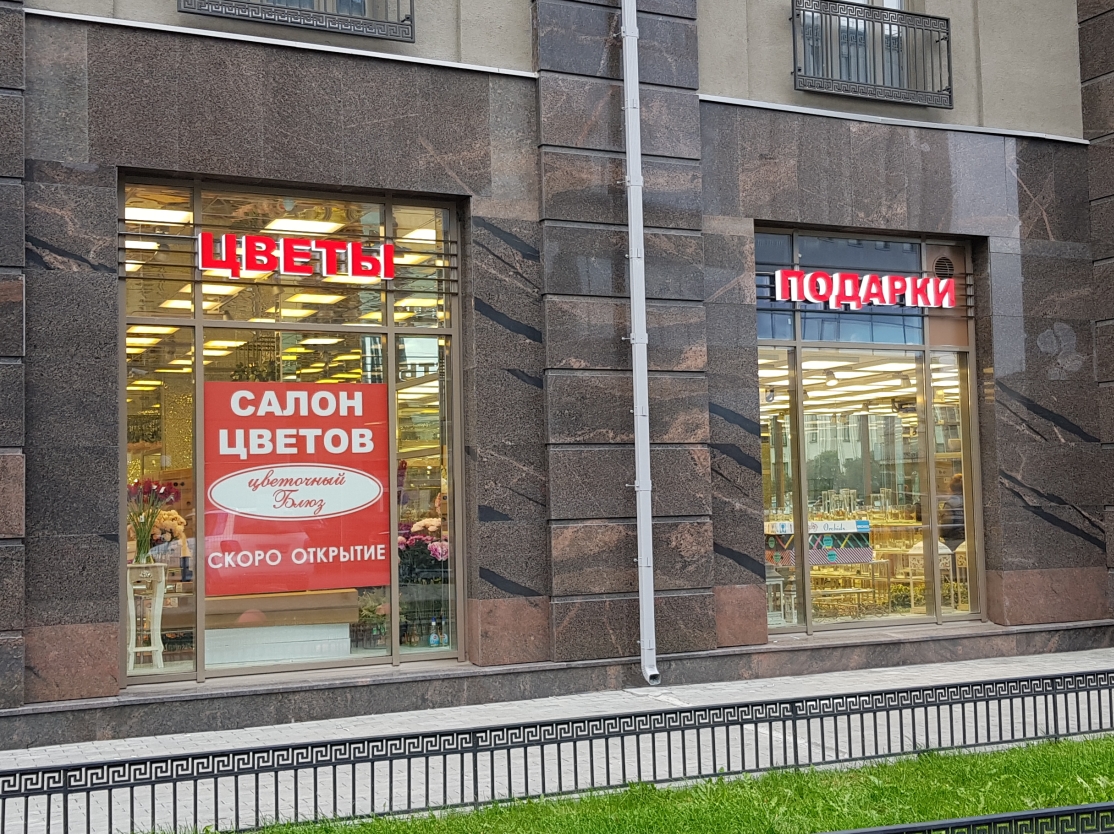 ЦВЕТЫ
САЛОН
ЦВЕТОВ
цветочный
Блюз
СКОРО ОТКРЫТИЕ
ПОДАРКИ